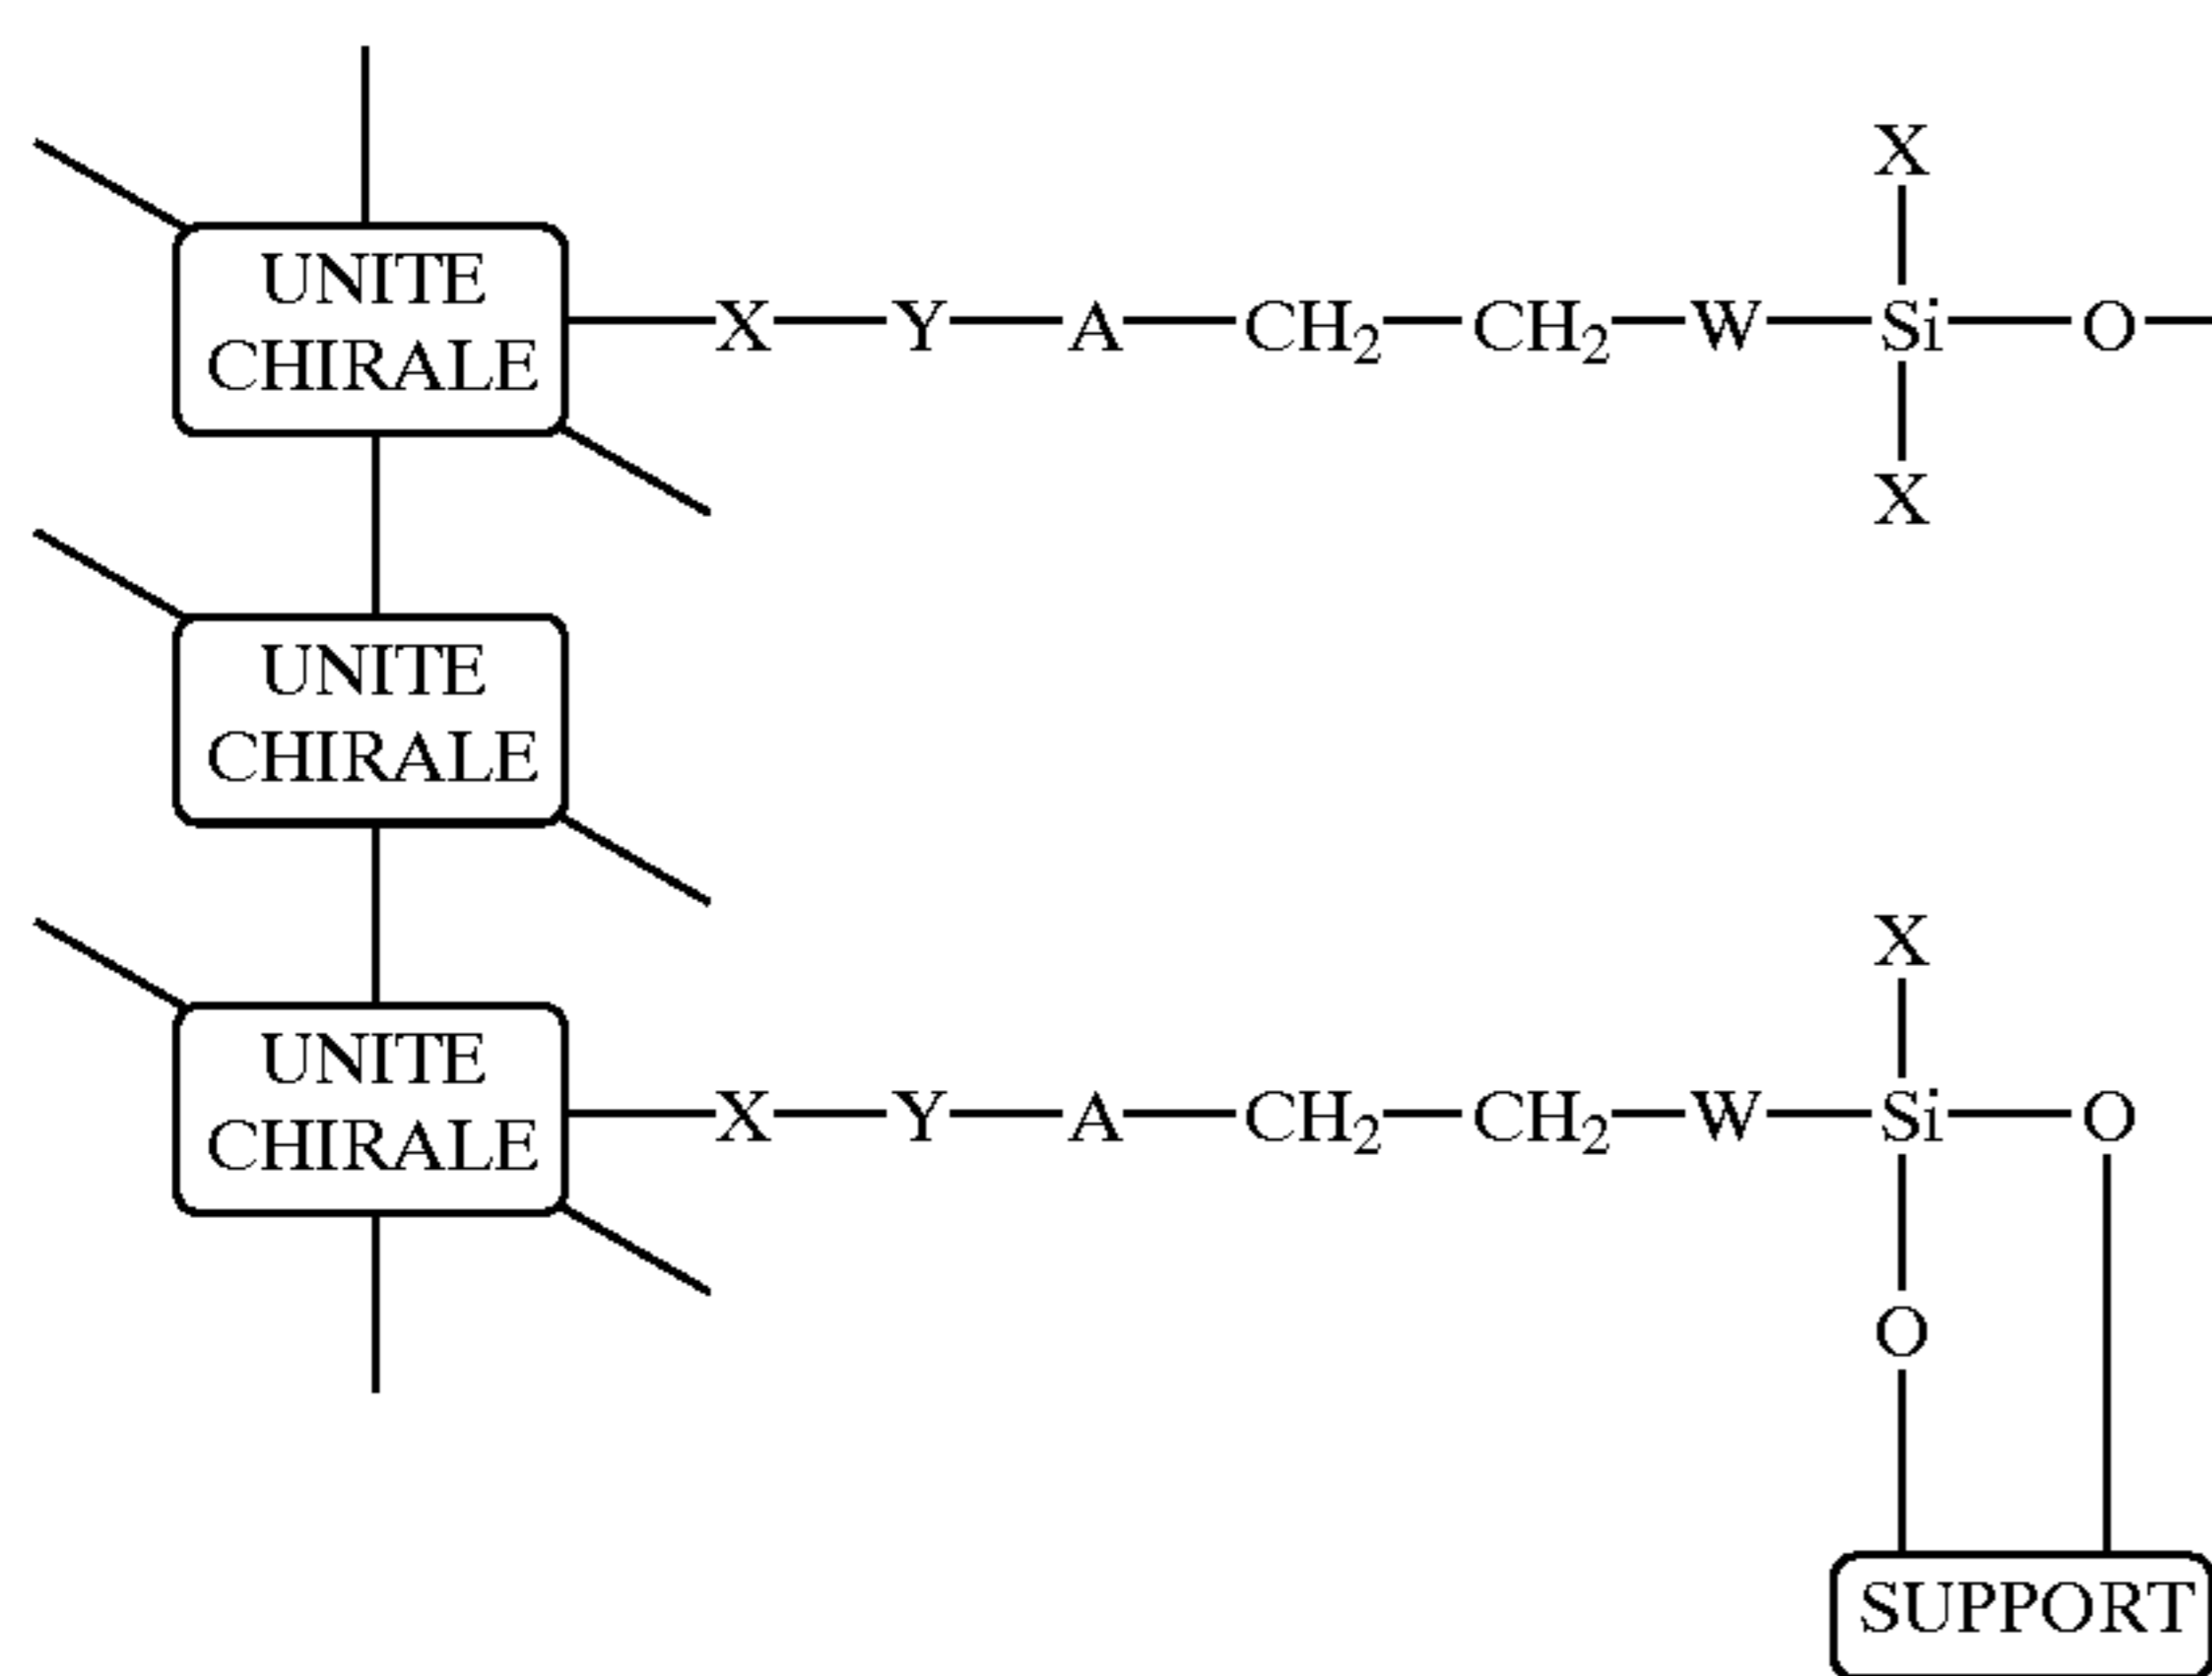 X
UNITE
CHIRALE
X—Y—A—CH₂—CH₂—W—Si—O
X
UNITE
CHIRALE
X
UNITE
CHIRALE
X—Y—A—CH₂—CH₂—W—Si—O
O
SUPPORT